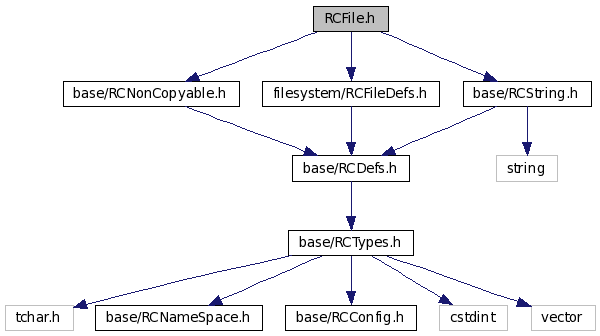 RCFile.h
base/RCNonCopyable.h
filesystem/RCFileDefs.h
base/RCString.h
base/RCDefs.h
string
base/RCTypes.h
tchar.h
base/RCNameSpace.h
base/RCConfig.h
cstdint
vector